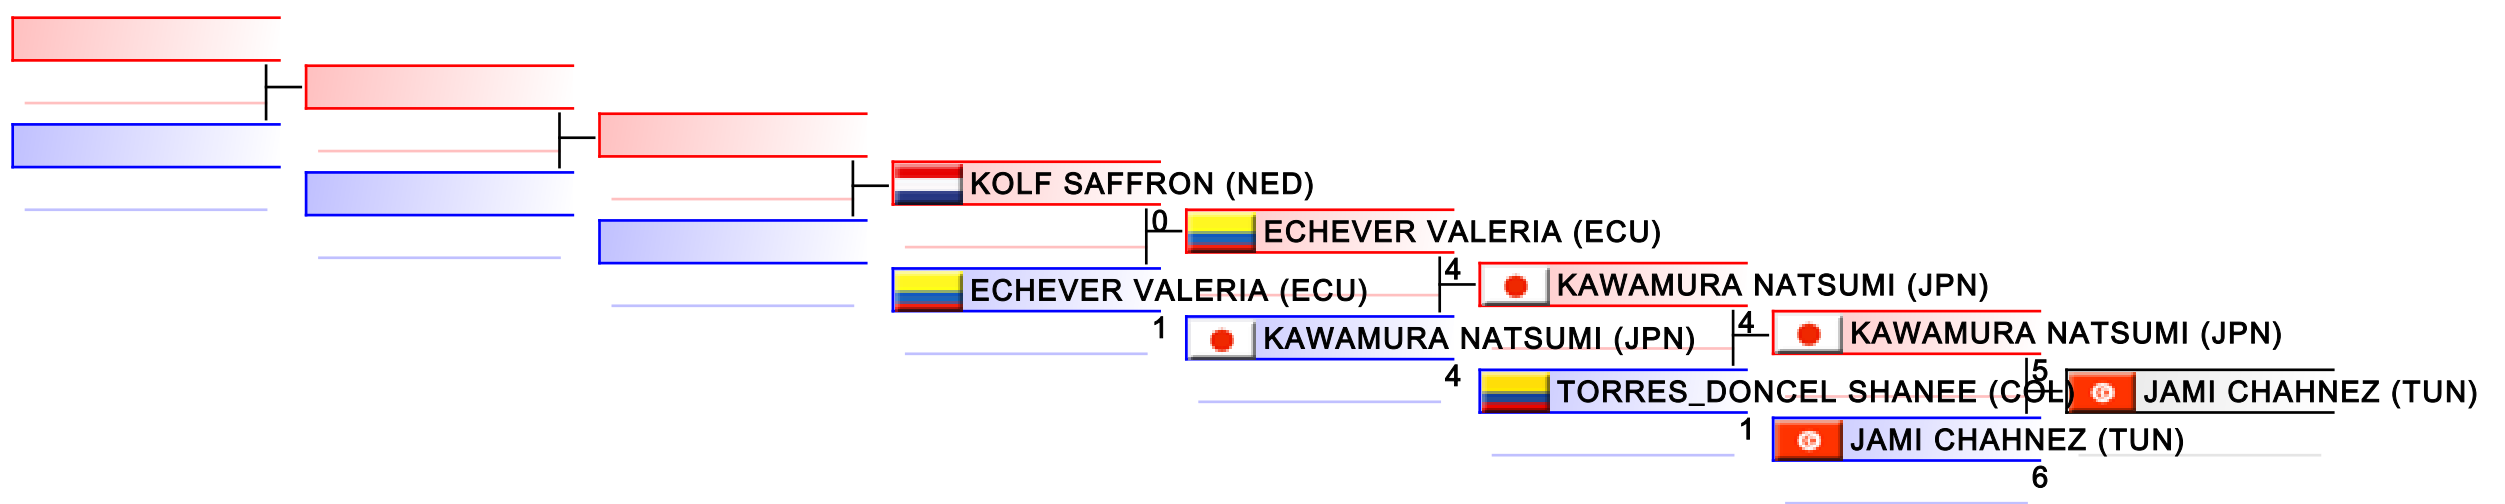 KOLF SAFFRON (NED)
0
ECHEVER VALERIA (ECU)
ECHEVER VALERIA (ECU)
1
4
KAWAMURA NATSUMI (JPN)
KAWAMURA NATSUMI (JPN)
4
4
KAWAMURA NATSUMI (JPN)
TORRES_DONCEL SHANEE (COL)
1
5
JAMI CHAHNEZ (TUN)
JAMI CHAHNEZ (TUN)
6